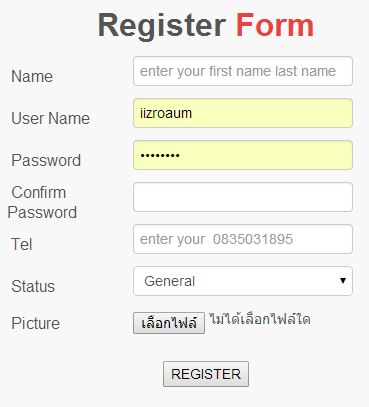 Register Form
Name enter your first name last name
User Name iizroaum
Password ••••••••
Confirm
Password
Tel enter your 0835031895
Status General
Picture เลือกไฟล์ ไม่ได้เลือกไฟล์ใด
REGISTER